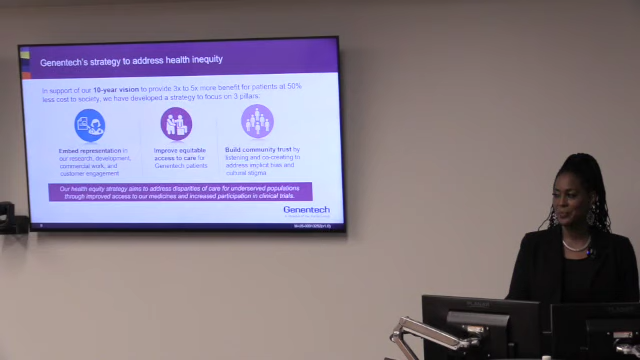 Genentech's strategy to address health inequity
In support of our 10-year vision to provide 3x to 5x more benefit for patients at 50%
less cost to society, we have developed a strategy to focus on 3 pillars:
Embed representation in
our research, development,
commercial work, and
customer engagement
Improve equitable
access to care for
Genentech patients
Build community trust by
listening and co-creating to
address implicit bias and
cultural stigma
Our health equity strategy aims to address disparities of care for underserved populations
through improved access to our medicines and increased participation in clinical trials.
Genentech